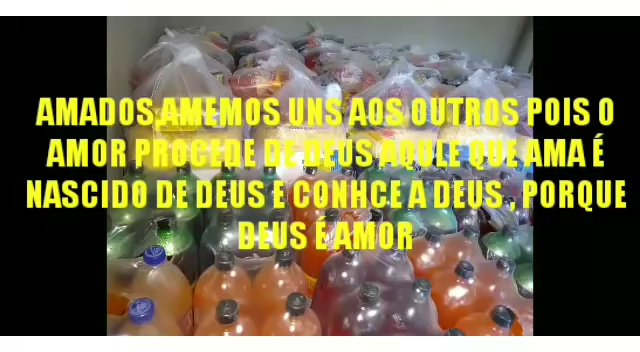 AMADOS,AMEMOS UNS AOS OUTROS POIS O
AMOR PROCEDE DE DEUS AQULE QUE AMA É
NASCIDO DE DEUS E CONHCE A DEUS , PORQUE
DEUS É AMOR